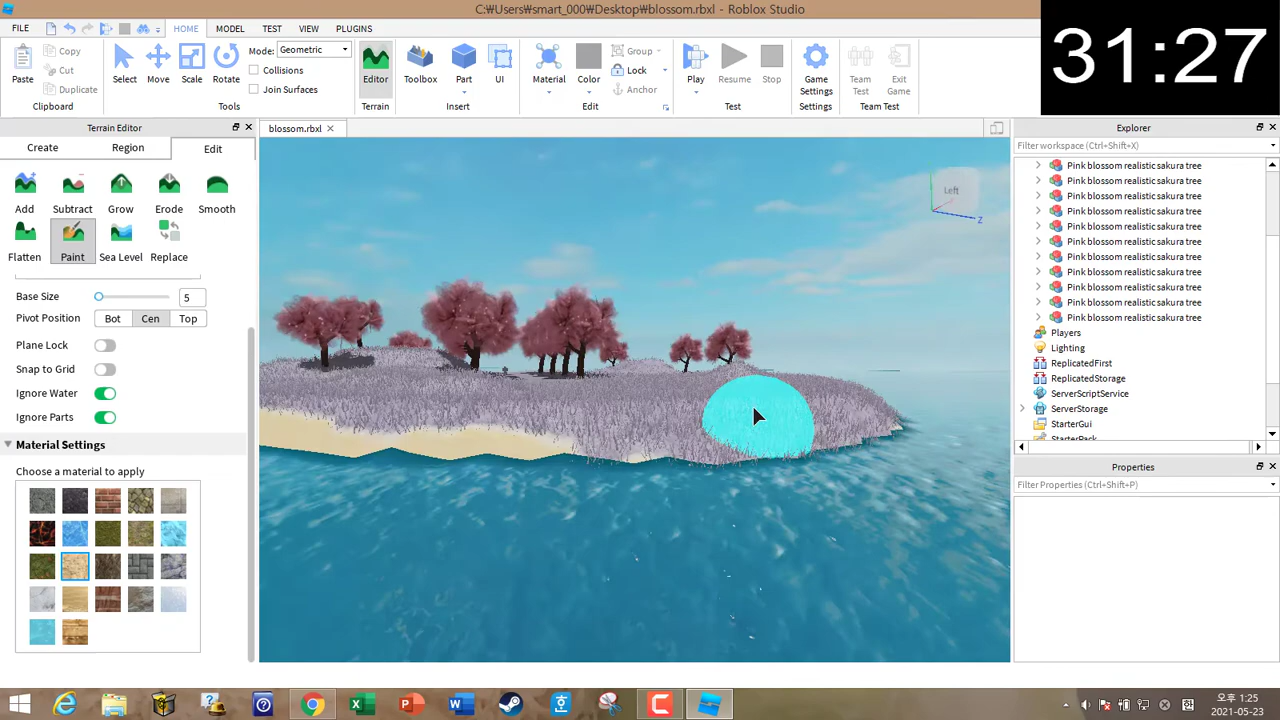 C:₩Users₩smart_000₩Desktop₩blossom.rbxl - Roblox Studio
31:27
FILE
HOME
MODEL
TEST
VIEW
PLUGINS
Paste
Copy
Cut
Duplicate
Clipboard
Select
Move
Scale
Rotate
Mode:
Geometric
Collisions
Join Surfaces
Tools
Editor
Terrain
Toolbox
Part
UI
Insert
Material
Color
Group
Lock
Anchor
Edit
Play
Resume
Stop
Test
Game Settings
Settings
Team Test
Exit Game
Team Test
Terrain Editor
Create
Region
Edit
Add
Subtract
Grow
Erode
Smooth
Flatten
Paint
Sea Level
Replace
Base Size
5
Pivot Position
Bot
Cen
Top
Plane Lock
Snap to Grid
Ignore Water
Ignore Parts
Material Settings
Choose a material to apply
blossom.rbxl
Left
Z
Explorer
Filter workspace (Ctrl+Shift+X)
Pink blossom realistic sakura tree
Pink blossom realistic sakura tree
Pink blossom realistic sakura tree
Pink blossom realistic sakura tree
Pink blossom realistic sakura tree
Pink blossom realistic sakura tree
Pink blossom realistic sakura tree
Pink blossom realistic sakura tree
Pink blossom realistic sakura tree
Pink blossom realistic sakura tree
Pink blossom realistic sakura tree
Players
Lighting
ReplicatedFirst
ReplicatedStorage
ServerScriptService
ServerStorage
StarterGui
StarterPack
Properties
Filter Properties (Ctrl+Shift+P)
오후 1:25
2021-05-23